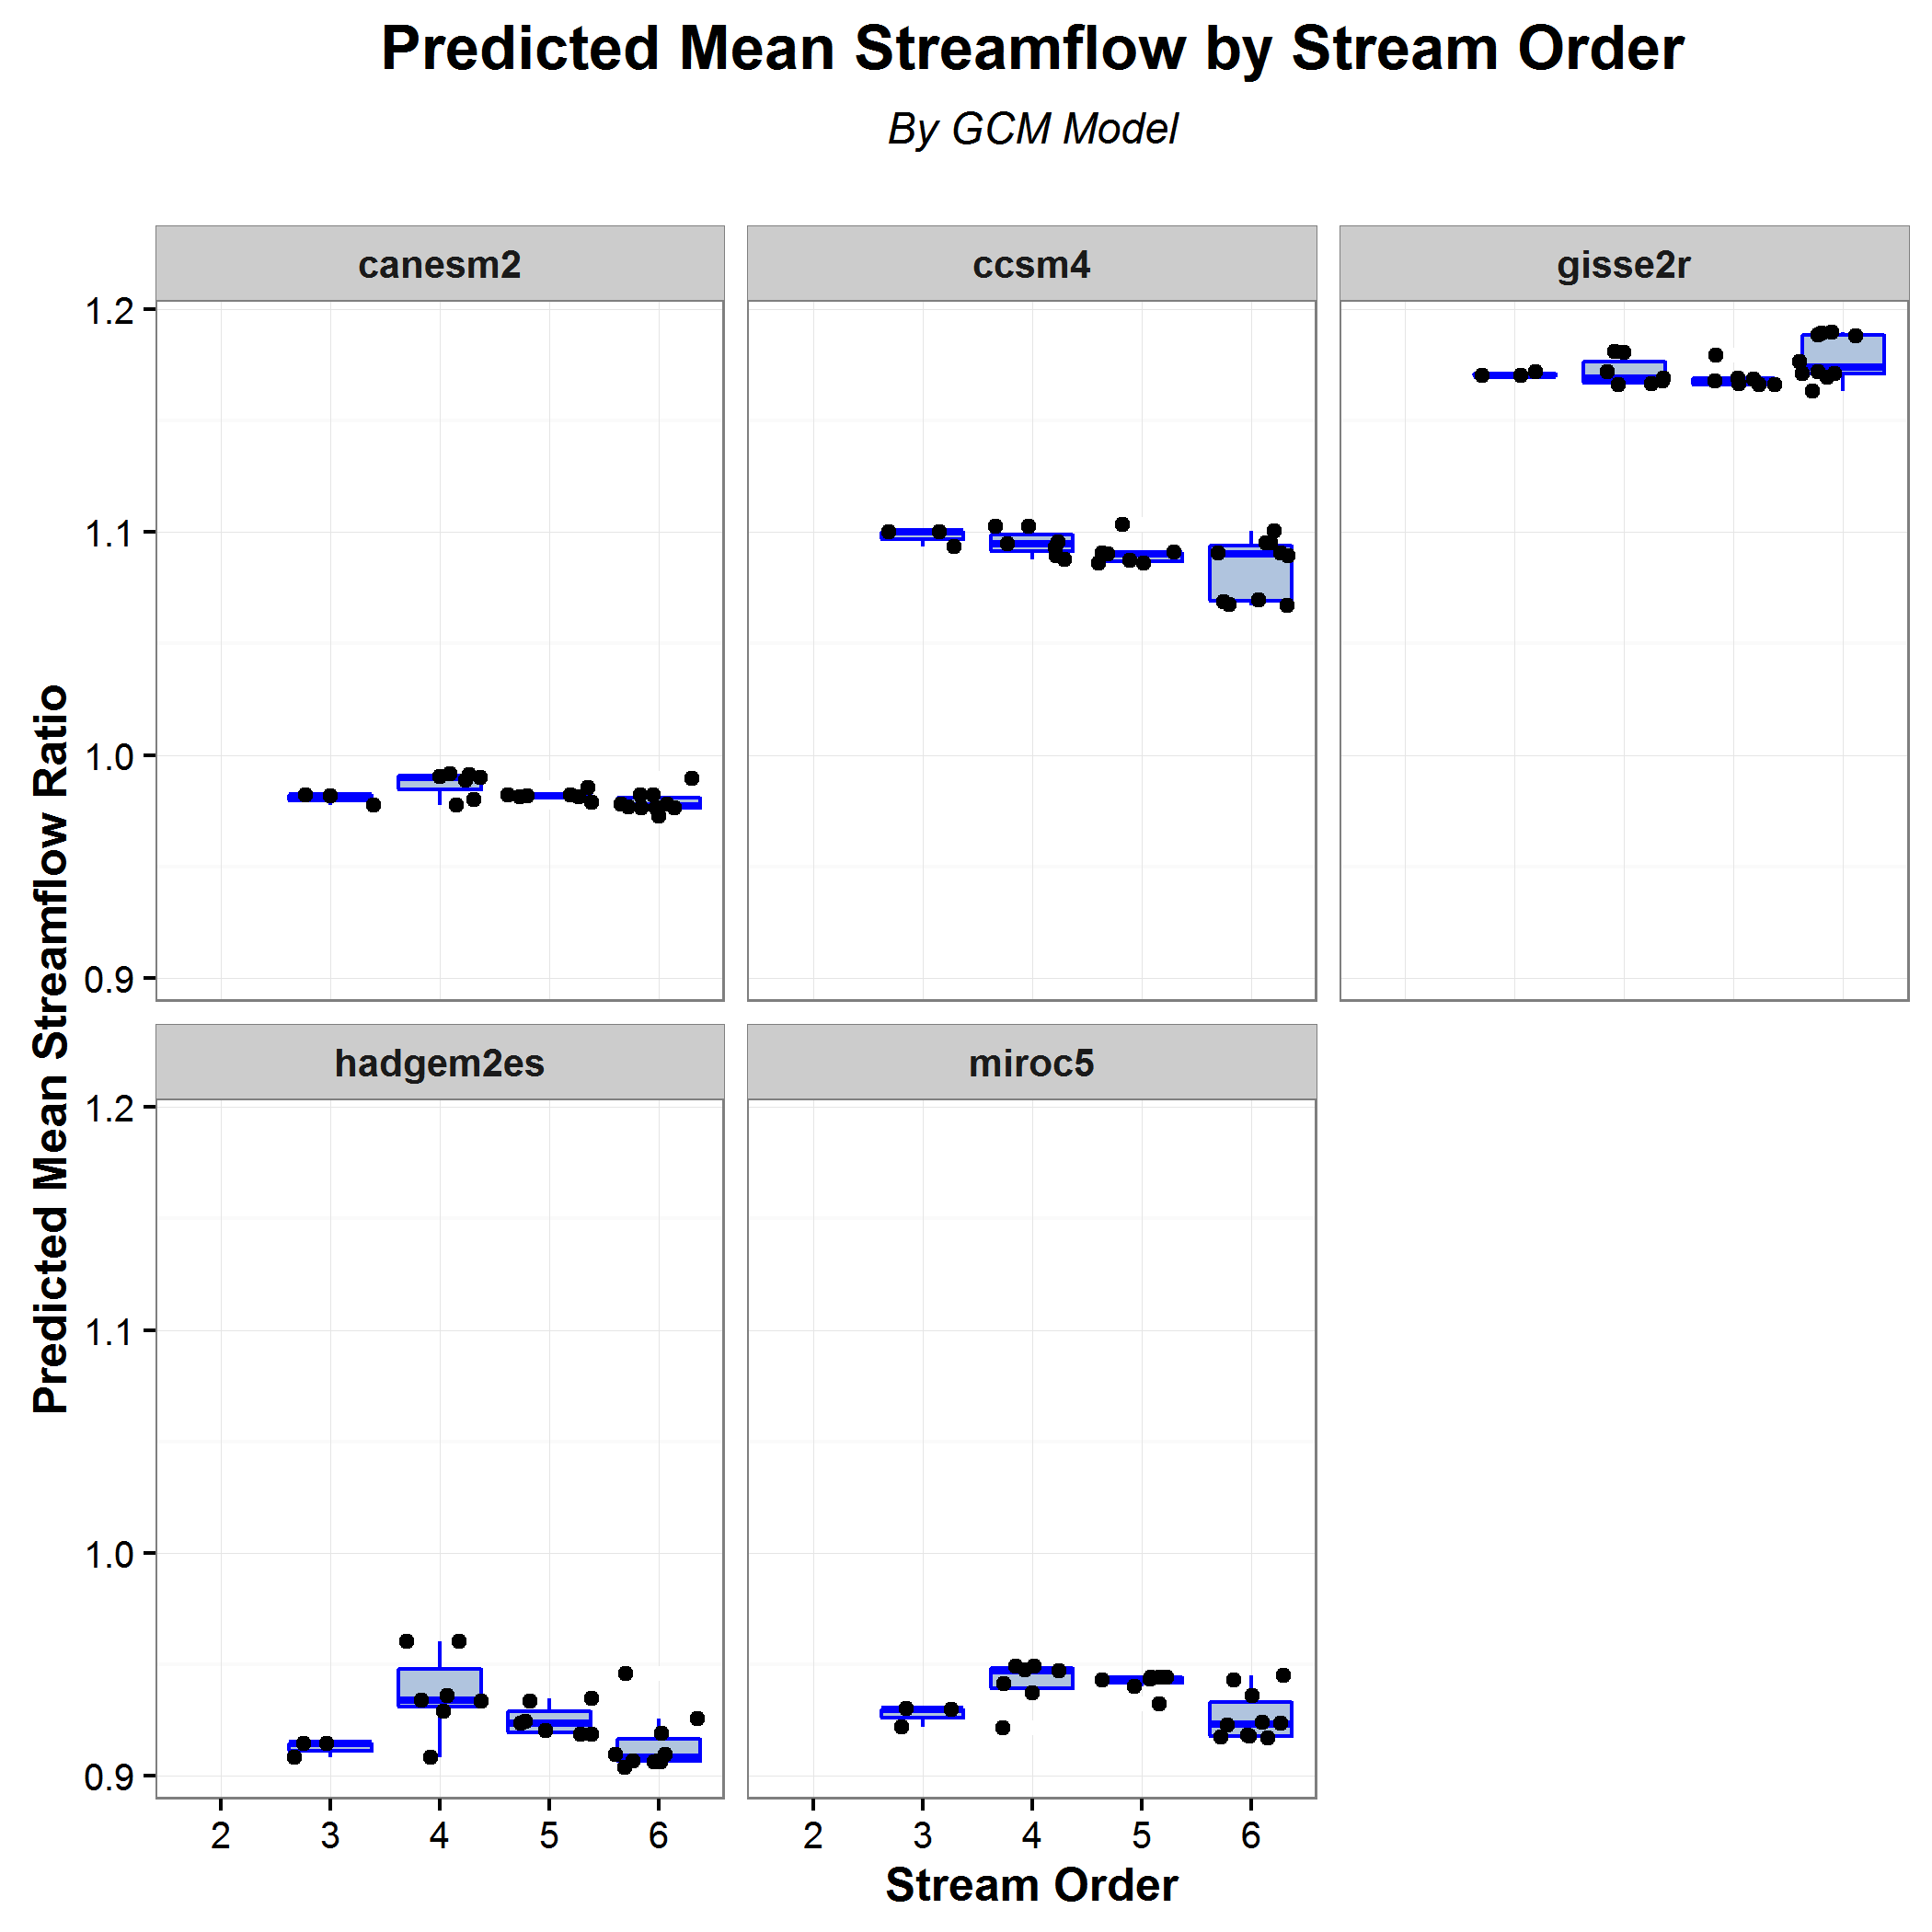 Predicted Mean Streamflow by Stream Order
By GCM Model
canesm2
ccsm4
gisse2r
1.2
1.1
1.0
0.9
Predicted Mean Streamflow Ratio
hadgem2es
miroc5
1.2
1.1
1.0
0.9
2 3 4 5 6
2 3 4 5 6
Stream Order